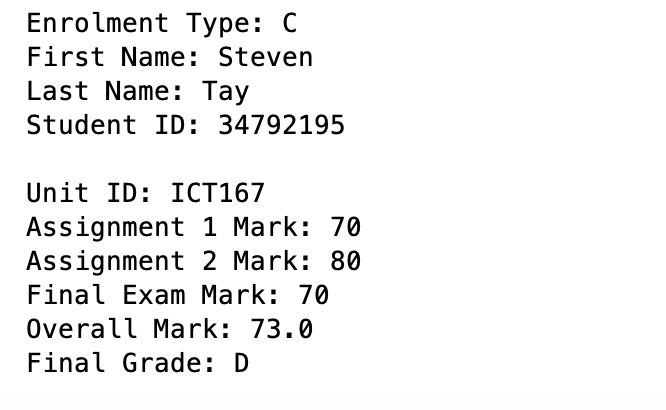 Enrolment Type: C
First Name: Steven
Last Name: Tay
Student ID: 34792195
Unit ID: ICT167
Assignment 1 Mark: 70
Assignment 2 Mark: 80
Final Exam Mark: 70
Overall Mark: 73.0
Final Grade: D